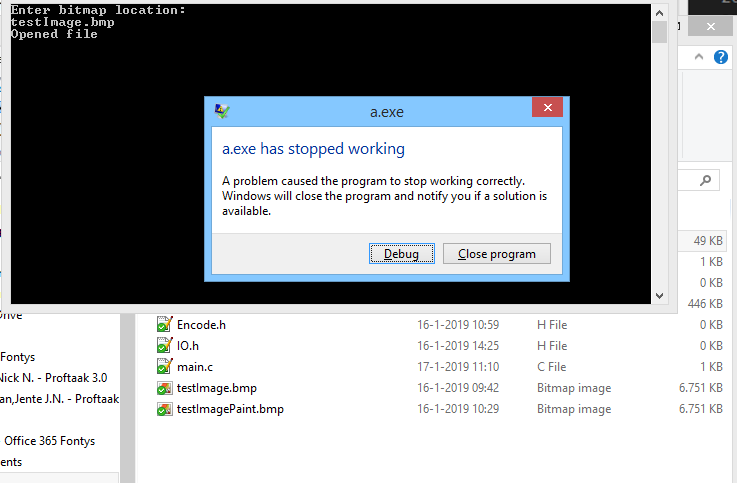 Enter bitmap location:
testImage.bmp
Opened file
a.exe
a.exe has stopped working
A problem caused the program to stop working correctly.
Windows will close the program and notify you if a solution is
available.
Debug
Close program
49 KB
1 KB
0 KB
446 KB
Encode.h 16-1-2019 10:59 H File 0 KB
IO.h 16-1-2019 14:25 H File 0 KB
main.c 17-1-2019 11:10 C File 1 KB
testImage.bmp 16-1-2019 09:42 Bitmap image 6.751 KB
testImagePaint.bmp 16-1-2019 10:29 Bitmap image 6.751 KB
Drive
Fontys
Nick N. - Proftaak 3.0
an,Jente J.N. - Proftaak
- Office 365 Fontys
ents